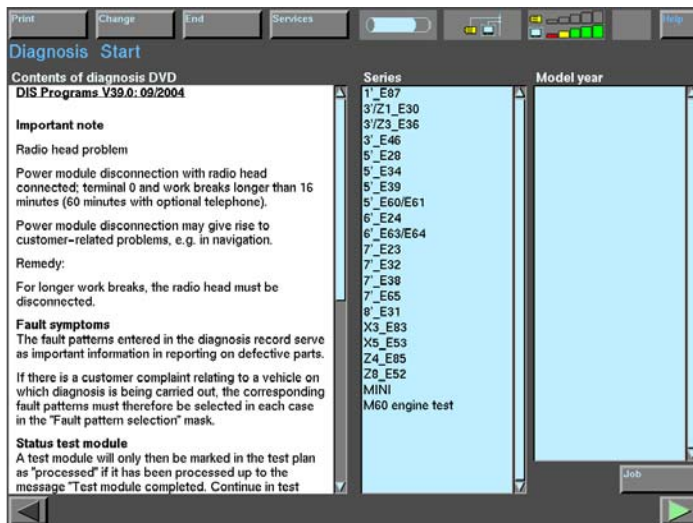 Print
Change
End
Services
Help
Diagnosis Start
Contents of diagnosis DVD
DIS Programs V39.0: 09/2004
Important note
Radio head problem
Power module disconnection with radio head
connected; terminal 0 and work breaks longer than 16
minutes (60 minutes with optional telephone).
Power module disconnection may give rise to
customer-related problems, e.g. in navigation.
Remedy:
For longer work breaks, the radio head must be
disconnected.
Fault symptoms
The fault patterns entered in the diagnosis record serve
as important information in reporting on defective parts.
If there is a customer complaint relating to a vehicle on
which diagnosis is being carried out, the corresponding
fault patterns must therefore be selected in each case
in the "Fault pattern selection" mask.
Status test module
A test module will only then be marked in the test plan
as "processed" if it has been processed up to the
message "Test module completed. Continue in test
Series
1'_E87
3'/Z1_E30
3'/Z3_E36
3'_E46
5'_E28
5'_E34
5'_E39
5'_E60/E61
6'_E24
6'_E63/E64
7'_E23
7'_E32
7'_E38
7'_E65
8'_E31
X3_E83
X5_E53
Z4_E85
Z8_E52
MINI
M60 engine test
Model year
Job